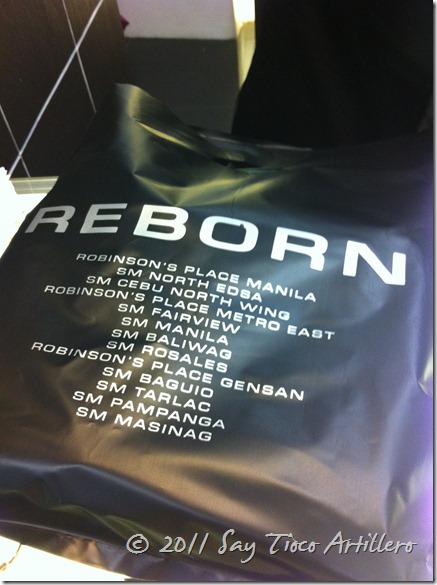 REBORN
ROBINSON'S PLACE MANILA
SM NORTH EDSA
SM CEBU NORTH WING
ROBINSON'S PLACE METRO EAST
SM FAIRVIEW
SM MANILA
SM BALIWAG
SM ROSALES
ROBINSON'S PLACE GENSAN
SM BAGUIO
SM TARLAC
SM PAMPANGA
SM MASINAG
© 2011 Say Tioco Artillero